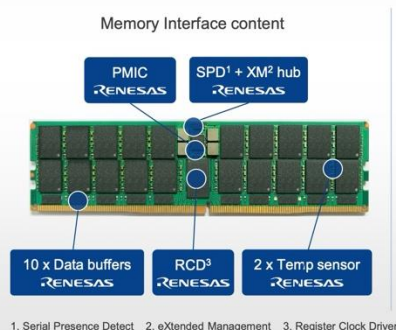 Memory Interface content
PMIC
RENESAS
SPD¹ + XM² hub
RENESAS
10 x Data buffers
RENESAS
RCD³
RENESAS
2 x Temp sensor
RENESAS
1. Serial Presence Detect 2. eXtended Management 3. Register Clock Driver